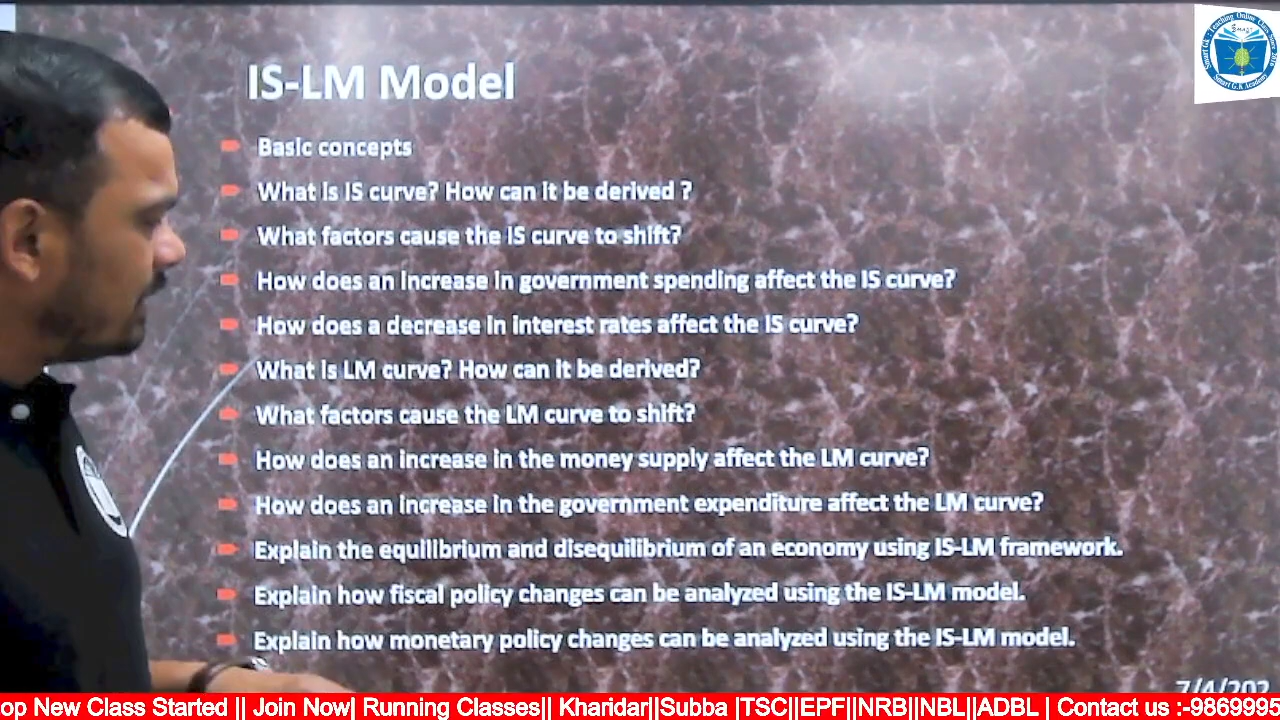 IS-LM Model
Basic concepts
What is IS curve? How can it be derived ?
What factors cause the IS curve to shift?
How does an increase in government spending affect the IS curve?
How does a decrease in interest rates affect the IS curve?
What is LM curve? How can it be derived?
What factors cause the LM curve to shift?
How does an increase in the money supply affect the LM curve?
How does an increase in the government expenditure affect the LM curve?
Explain the equilibrium and disequilibrium of an economy using IS-LM framework.
Explain how fiscal policy changes can be analyzed using the IS-LM model.
Explain how monetary policy changes can be analyzed using the IS-LM model.
7/4/202
op New Class Started || Join Now| Running Classes|| Kharidar||Subba |TSC||EPF||NRB||NBL||ADBL | Contact us :-9869995